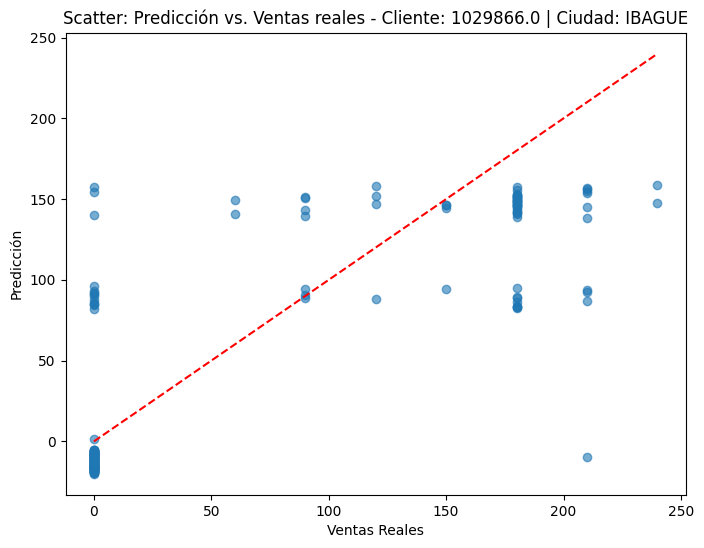 Scatter: Predicción vs. Ventas reales - Cliente: 1029866.0 | Ciudad: IBAGUE
250
200
150
100
50
0
Predicción
0 50 100 150 200 250
Ventas Reales